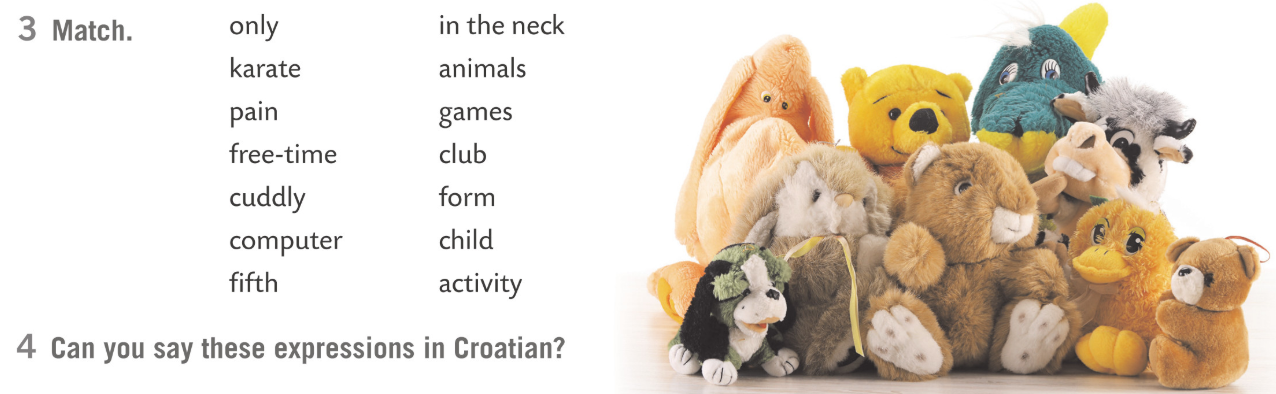 3 Match.
only in the neck
karate animals
pain games
free-time club
cuddly form
computer child
fifth activity
4 Can you say these expressions in Croatian?